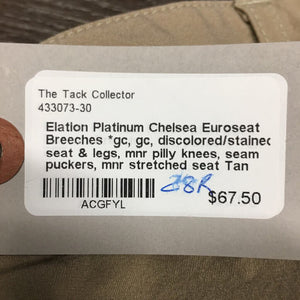 The Tack Collector
433073-30
Elation Platinum Chelsea Euroseat
Breeches *gc, gc, discolored/stained
seat & legs, mnr pilly knees, seam
puckers, mnr stretched seat Tan
28R
$67.50
ACGFYL